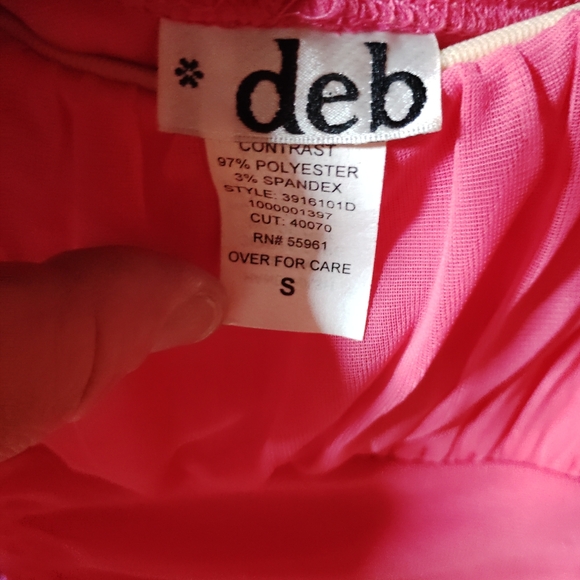 * deb
CONTRAST
97% POLYESTER
3% SPANDEX
STYLE: 3916101D
1000001397
CUT: 40070
RN# 55961
OVER FOR CARE
S